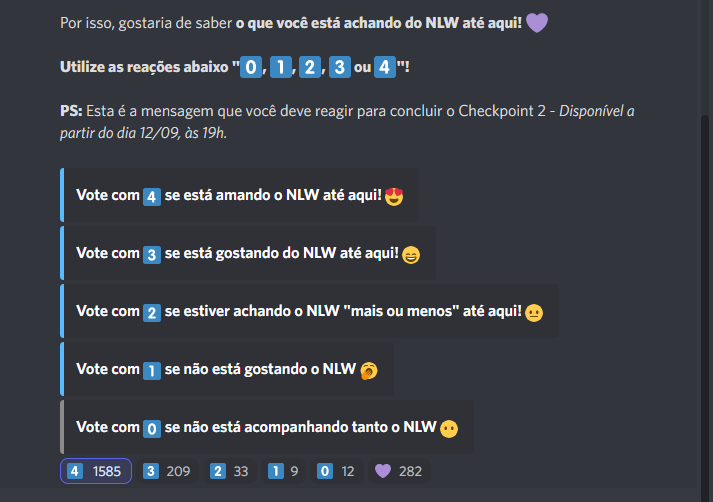 Por isso, gostaria de saber o que você está achando do NLW até aqui! 💜
Utilize as reações abaixo "0️⃣, 1️⃣, 2️⃣, 3️⃣ ou 4️⃣"!
PS: Esta é a mensagem que você deve reagir para concluir o Checkpoint 2 - Disponível a
partir do dia 12/09, às 19h.
Vote com 4️⃣ se está amando o NLW até aqui! 😍
Vote com 3️⃣ se está gostando do NLW até aqui! 😄
Vote com 2️⃣ se estiver achando o NLW "mais ou menos" até aqui! 😐
Vote com 1️⃣ se não está gostando o NLW 🥱
Vote com 0️⃣ se não está acompanhando tanto o NLW 😶
4️⃣ 1585 3️⃣ 209 2️⃣ 33 1️⃣ 9 0️⃣ 12 💜 282